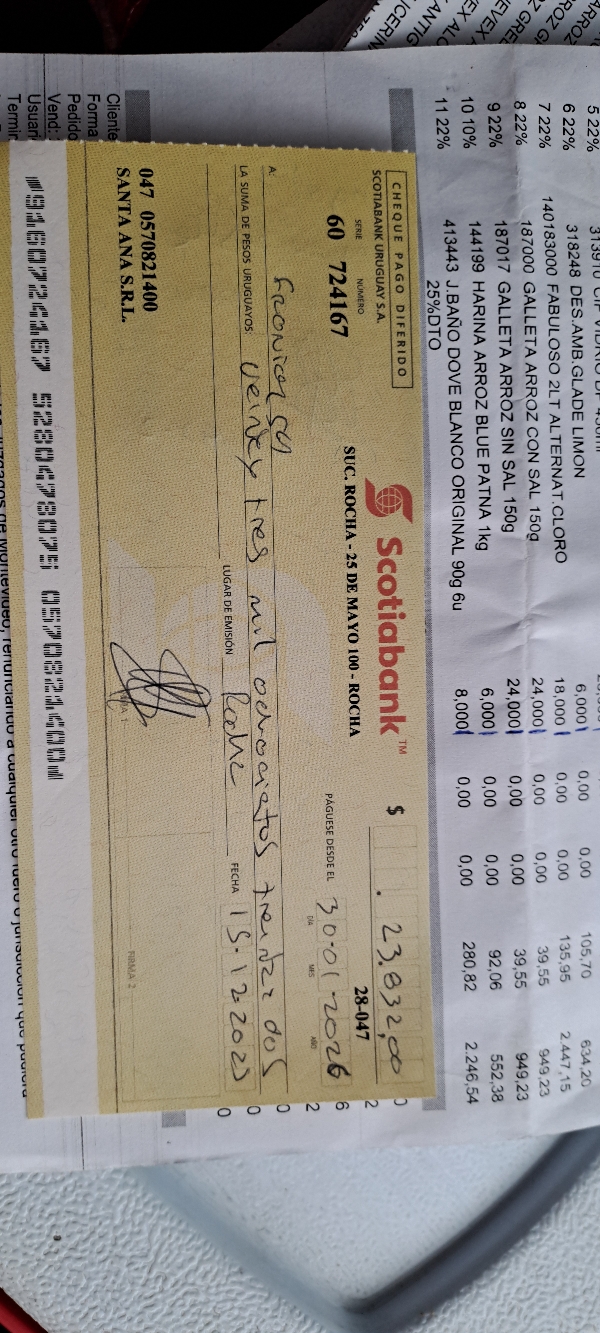 5 22%
6 22% 318248 DES.AMB.GLADE LIMON 6,000 0,00 0,00 105,70 634,20
7 22% 140183000 FABULOSO 2LT ALTERNAT.CLORO 18,000 0,00 0,00 135,95 2.447,15
8 22% 187000 GALLETA ARROZ CON SAL 150g 24,000 0,00 0,00 39,55 949,23
9 22% 187017 GALLETA ARROZ SIN SAL 150g 24,000 0,00 0,00 39,55 949,23
10 10% 144199 HARINA ARROZ BLUE PATNA 1kg 6,000 0,00 0,00 92,06 552,38
11 22% 413443 J.BAÑO DOVE BLANCO ORIGINAL 90g 6u 8,000 0,00 0,00 280,82 2.246,54
25%DTO
CHEQUE PAGO DIFERIDO
SCOTIABANK URUGUAY S.A.
Scotiabank™
$ 23.832,00
SERIE NUMERO
60 724167
SUC. ROCHA - 25 DE MAYO 100 - ROCHA
28-047
PÁGUESE DESDE EL 30-01-2026
DÍA MES AÑO
A:
LA SUMA DE PESOS URUGUAYOS: veinte y tres mil ochocientos treinta dos
LUGAR DE EMISIÓN Rocha FECHA 15.12.2025
047 0570821400
SANTA ANA S.R.L.
FIRMA 2
Cliente
Forma
Pedido
Vend:
Usuari
Termi